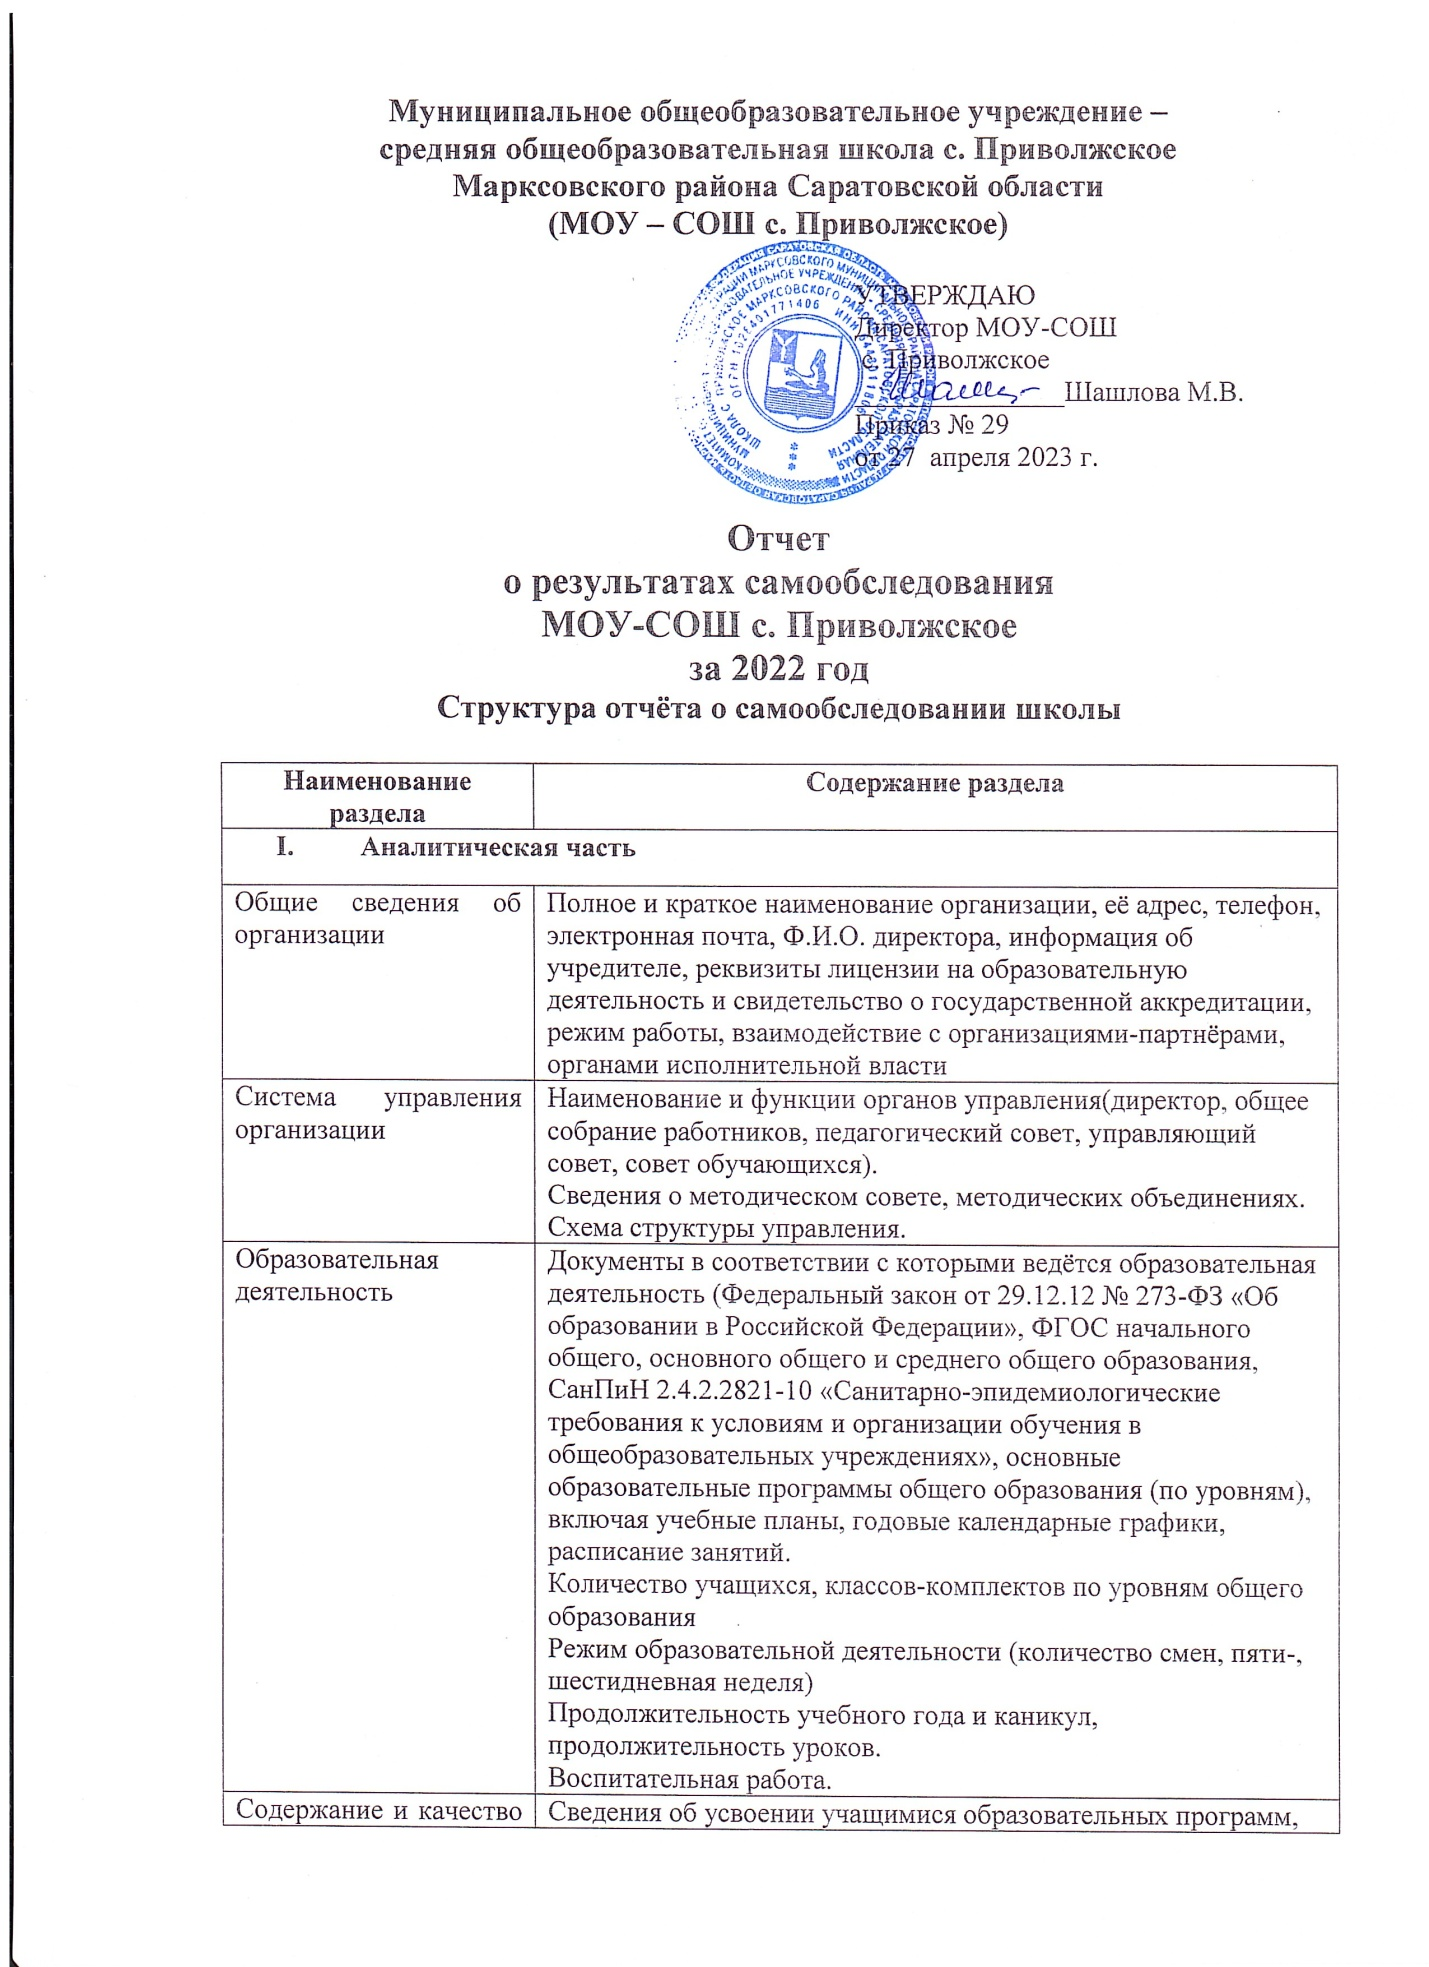 Муниципальное общеобразовательное учреждение –
средняя общеобразовательная школа с. Приволжское
Марксовского района Саратовской области
(МОУ – СОШ с. Приволжское)
УТВЕРЖДАЮ
Директор МОУ-СОШ
с. Приволжское
Шашлова М.В.
Приказ № 29
от 27 апреля 2023 г.
Отчет
о результатах самообследования
МОУ-СОШ с. Приволжское
за 2022 год
Структура отчёта о самообследовании школы
Наименование
раздела
Содержание раздела
I. Аналитическая часть
Общие сведения об
организации
Полное и краткое наименование организации, её адрес, телефон,
электронная почта, Ф.И.О. директора, информация об
учредителе, реквизиты лицензии на образовательную
деятельность и свидетельство о государственной аккредитации,
режим работы, взаимодействие с организациями-партнёрами,
органами исполнительной власти
Система управления
организации
Наименование и функции органов управления(директор, общее
собрание работников, педагогический совет, управляющий
совет, совет обучающихся).
Сведения о методическом совете, методических объединениях.
Схема структуры управления.
Образовательная
деятельность
Документы в соответствии с которыми ведётся образовательная
деятельность (Федеральный закон от 29.12.12 № 273-ФЗ «Об
образовании в Российской Федерации», ФГОС начального
общего, основного общего и среднего общего образования,
СанПиН 2.4.2.2821-10 «Санитарно-эпидемиологические
требования к условиям и организации обучения в
общеобразовательных учреждениях», основные
образовательные программы общего образования (по уровням),
включая учебные планы, годовые календарные графики,
расписание занятий.
Количество учащихся, классов-комплектов по уровням общего
образования
Режим образовательной деятельности (количество смен, пяти-,
шестидневная неделя)
Продолжительность учебного года и каникул,
продолжительность уроков.
Воспитательная работа.
Содержание и качество
Сведения об усвоении учащимися образовательных программ,